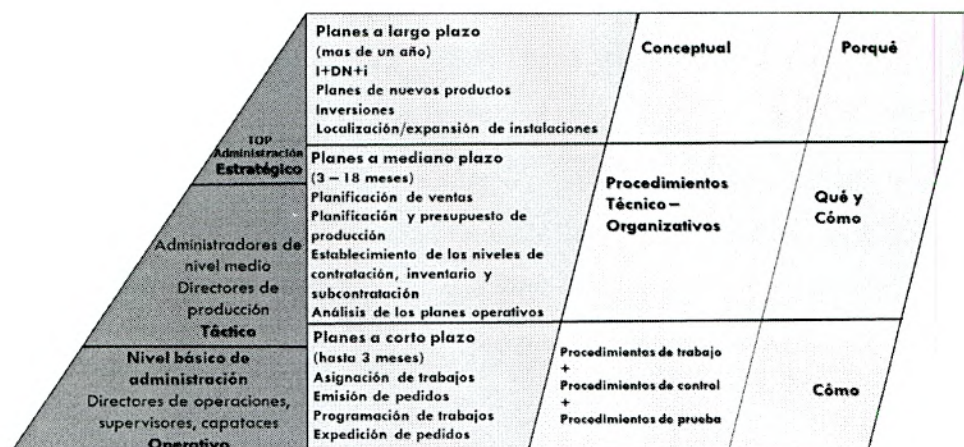 TOP
Administración
Estratégico
Planes a largo plazo
(mas de un año)
I+DN+i
Planes de nuevos productos
Inversiones
Localización/expansión de instalaciones
Conceptual
Porqué
Administradores de
nivel medio
Directores de
producción
Táctico
Planes a mediano plazo
(3 – 18 meses)
Planificación de ventas
Planificación y presupuesto de
producción
Establecimiento de los niveles de
contratación, inventario y
subcontratación
Análisis de los planes operativos
Procedimientos
Técnico–
Organizativos
Qué y
Cómo
Nivel básico de
administración
Directores de operaciones,
supervisores, capataces
Operativo
Planes a corto plazo
(hasta 3 meses)
Asignación de trabajos
Emisión de pedidos
Programación de trabajos
Expedición de pedidos
Procedimientos de trabajo
+
Procedimientos de control
+
Procedimientos de prueba
Cómo